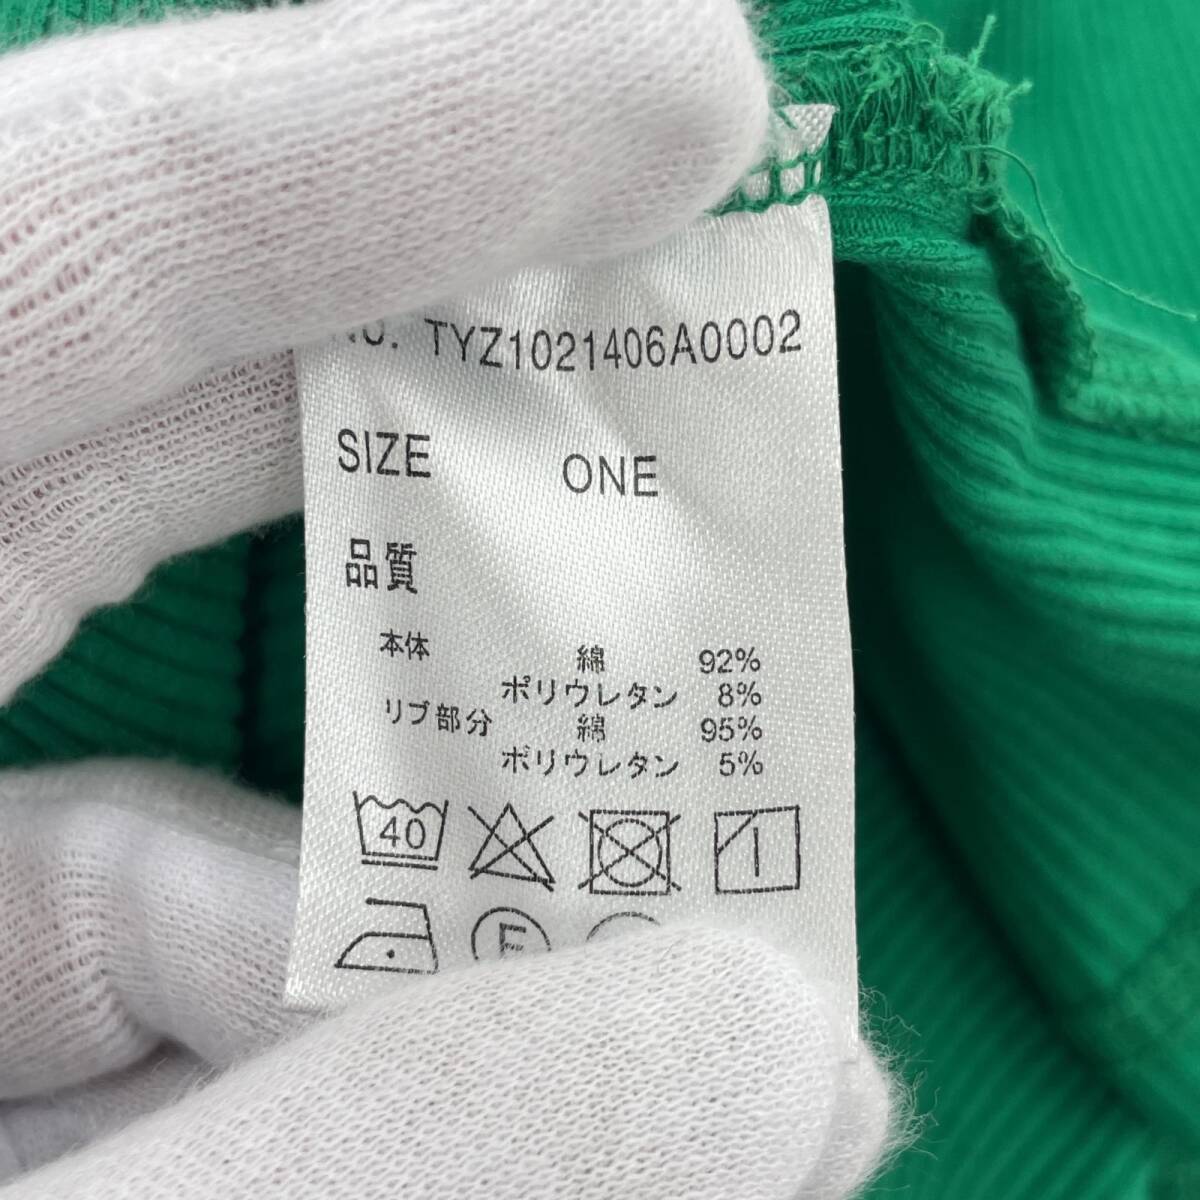 NO. TYZ1021406A0002
SIZE ONE
品質
本体 綿 92%
ポリウレタン 8%
リブ部分 綿 95%
ポリウレタン 5%
40
F